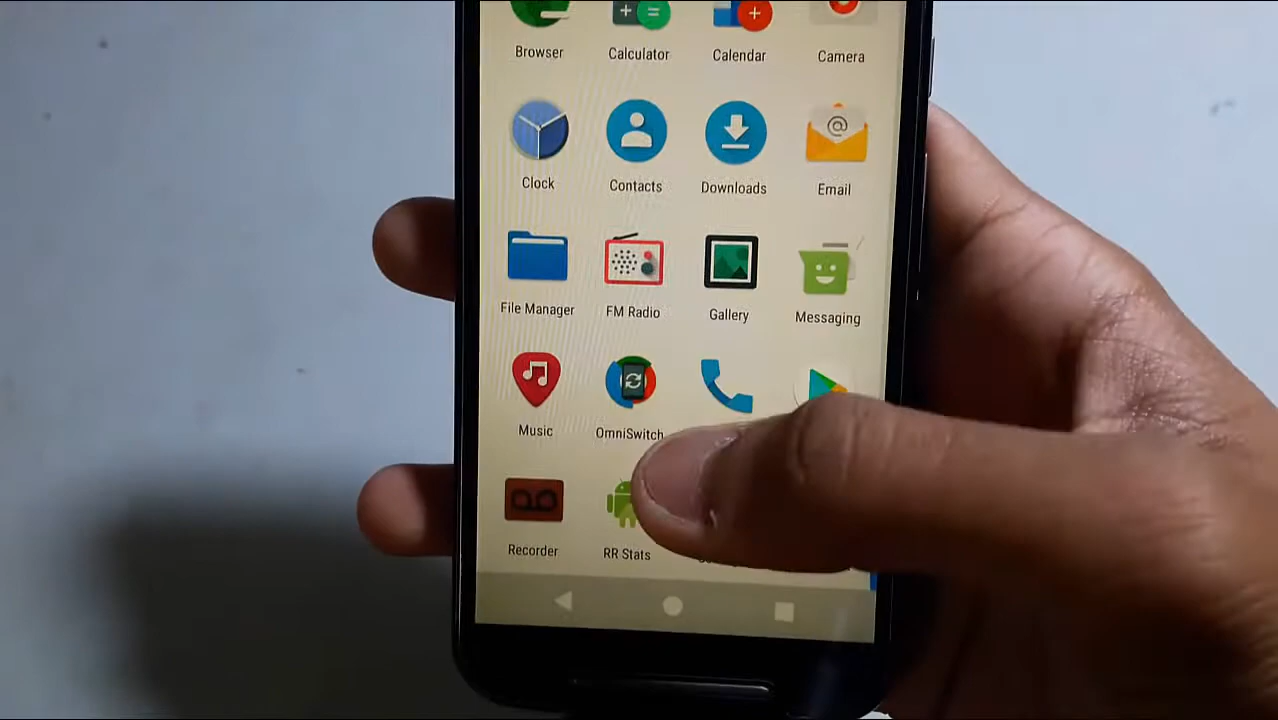 Browser Calculator Calendar Camera
Clock Contacts Downloads Email
@
File Manager FM Radio Gallery Messaging
Music OmniSwitch
Recorder RR Stats